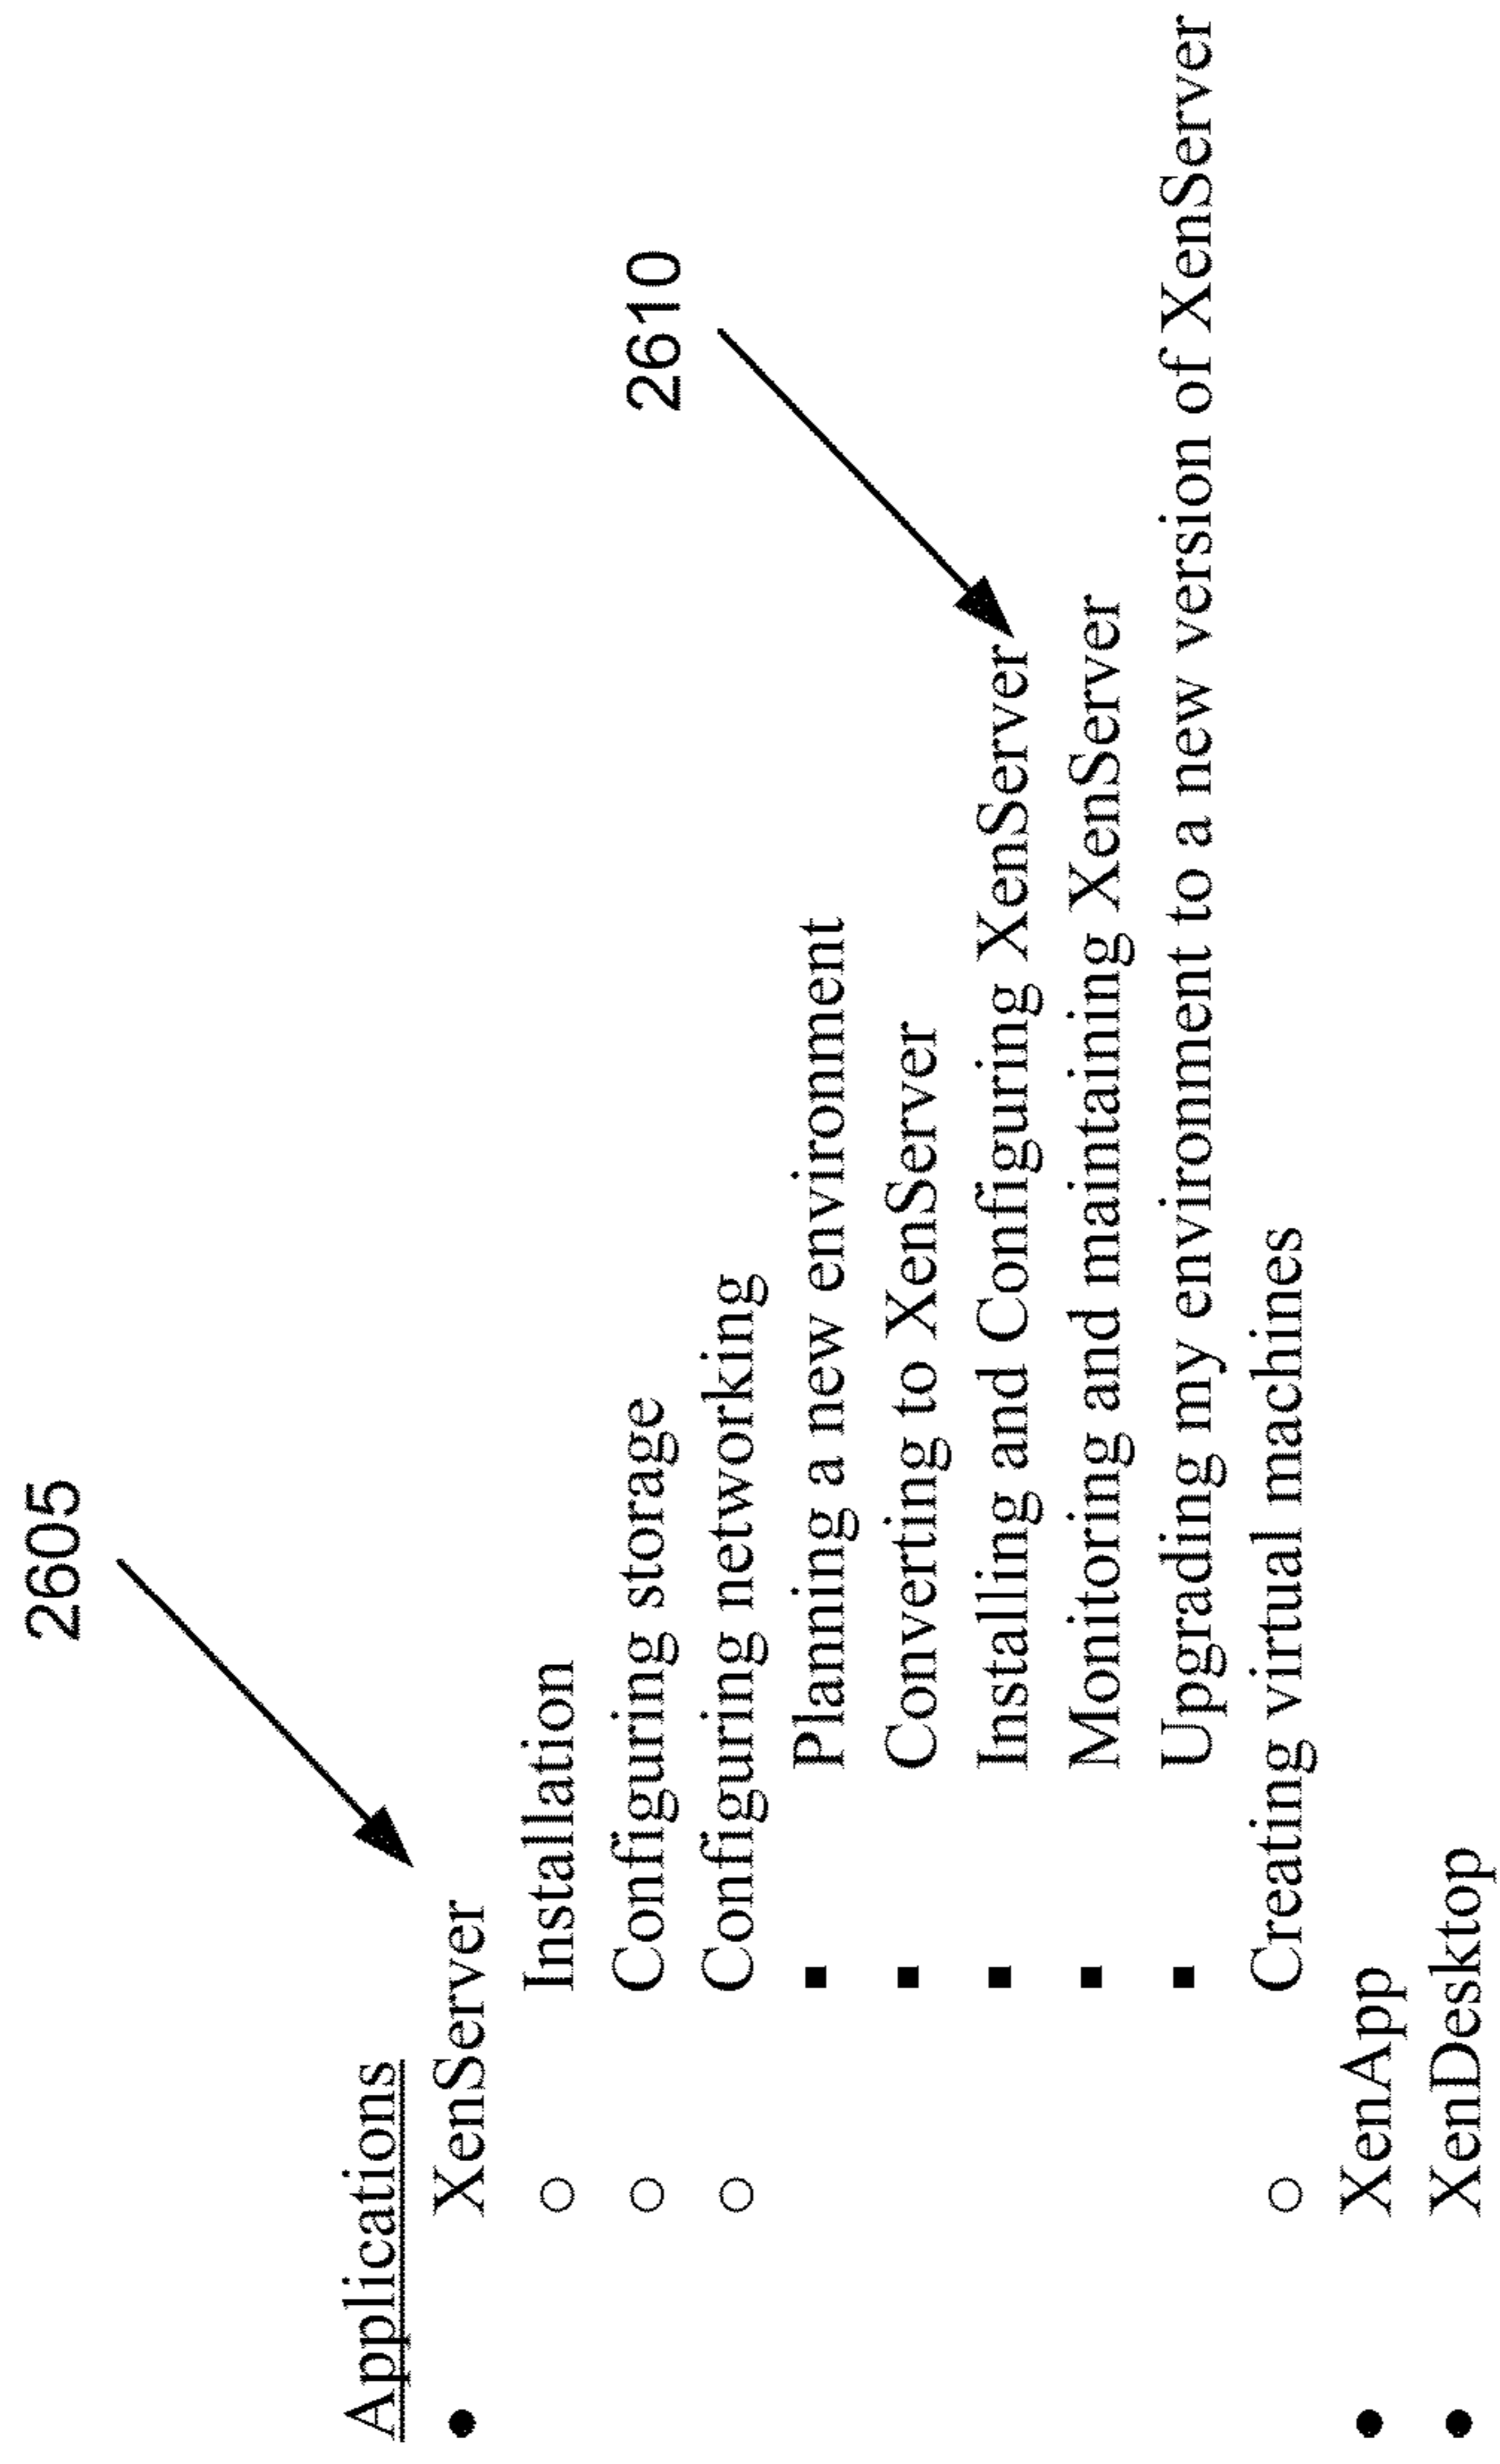 2605
Applications
• XenServer
○ Installation
○ Configuring storage
○ Configuring networking
2610
▪ Planning a new environment
▪ Converting to XenServer
▪ Installing and Configuring XenServer
▪ Monitoring and maintaining XenServer
▪ Upgrading my environment to a new version of XenServer
○ Creating virtual machines
• XenApp
• XenDesktop